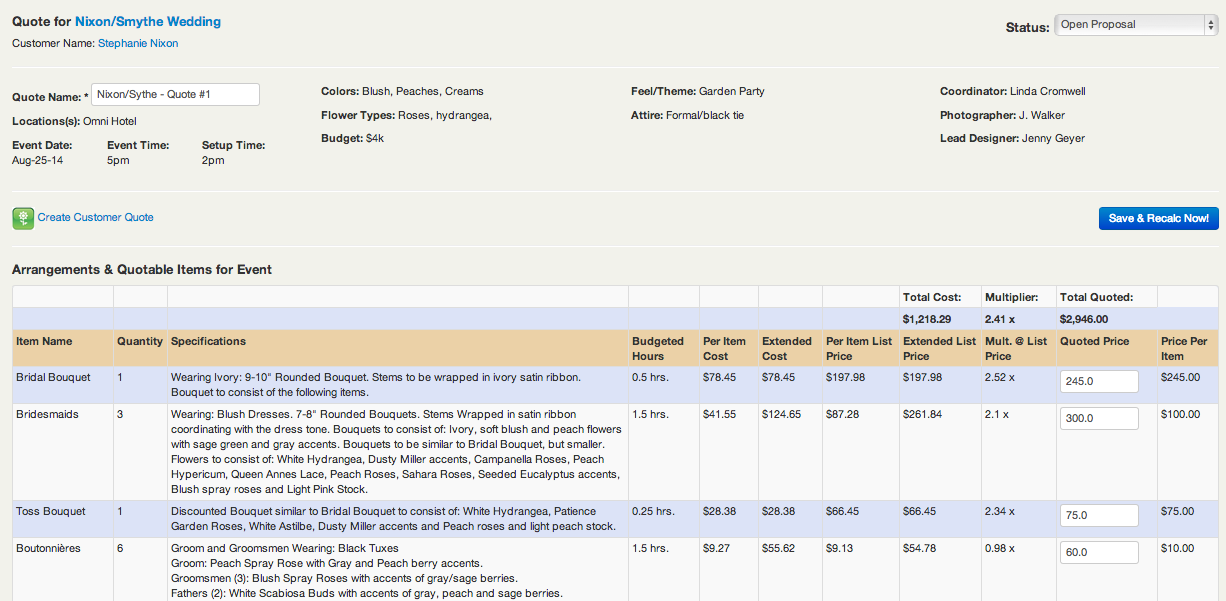 Quote for Nixon/Smythe Wedding
Status: Open Proposal
Customer Name: Stephanie Nixon
Quote Name: * Nixon/Sythe - Quote #1
Colors: Blush, Peaches, Creams
Feel/Theme: Garden Party
Coordinator: Linda Cromwell
Locations(s): Omni Hotel
Flower Types: Roses, hydrangea,
Attire: Formal/black tie
Photographer: J. Walker
Event Date: Event Time: Setup Time:
Budget: $4k
Lead Designer: Jenny Geyer
Aug-25-14 5pm 2pm
Create Customer Quote
Save & Recalc Now!
Arrangements & Quotable Items for Event
Total Cost: Multiplier: Total Quoted:
$1,218.29 2.41 x $2,946.00
Item Name Quantity Specifications Budgeted Per Item Extended Per Item List Extended List Mult. @ List Quoted Price Price Per
Hours Cost Cost Price Price Price Item
Bridal Bouquet 1 Wearing Ivory: 9-10" Rounded Bouquet. Stems to be wrapped in ivory satin ribbon. 0.5 hrs. $78.45 $78.45 $197.98 $197.98 2.52 x 245.0 $245.00
Bouquet to consist of the following items.
Bridesmaids 3 Wearing: Blush Dresses. 7-8" Rounded Bouquets. Stems Wrapped in satin ribbon 1.5 hrs. $41.55 $124.65 $87.28 $261.84 2.1 x 300.0 $100.00
coordinating with the dress tone. Bouquets to consist of: Ivory, soft blush and peach flowers
with sage green and gray accents. Bouquets to be similar to Bridal Bouquet, but smaller.
Flowers to consist of: White Hydrangea, Dusty Miller accents, Campanella Roses, Peach
Hypericum, Queen Annes Lace, Peach Roses, Sahara Roses, Seeded Eucalyptus accents,
Blush spray roses and Light Pink Stock.
Toss Bouquet 1 Discounted Bouquet similar to Bridal Bouquet to consist of: White Hydrangea, Patience 0.25 hrs. $28.38 $28.38 $66.45 $66.45 2.34 x 75.0 $75.00
Garden Roses, White Astilbe, Dusty Miller accents and Peach roses and light peach stock.
Boutonnières 6 Groom and Groomsmen Wearing: Black Tuxes 1.5 hrs. $9.27 $55.62 $9.13 $54.78 0.98 x 60.0 $10.00
Groom: Peach Spray Rose with Gray and Peach berry accents.
Groomsmen (3): Blush Spray Roses with accents of gray/sage berries.
Fathers (2): White Scabiosa Buds with accents of gray, peach and sage berries.